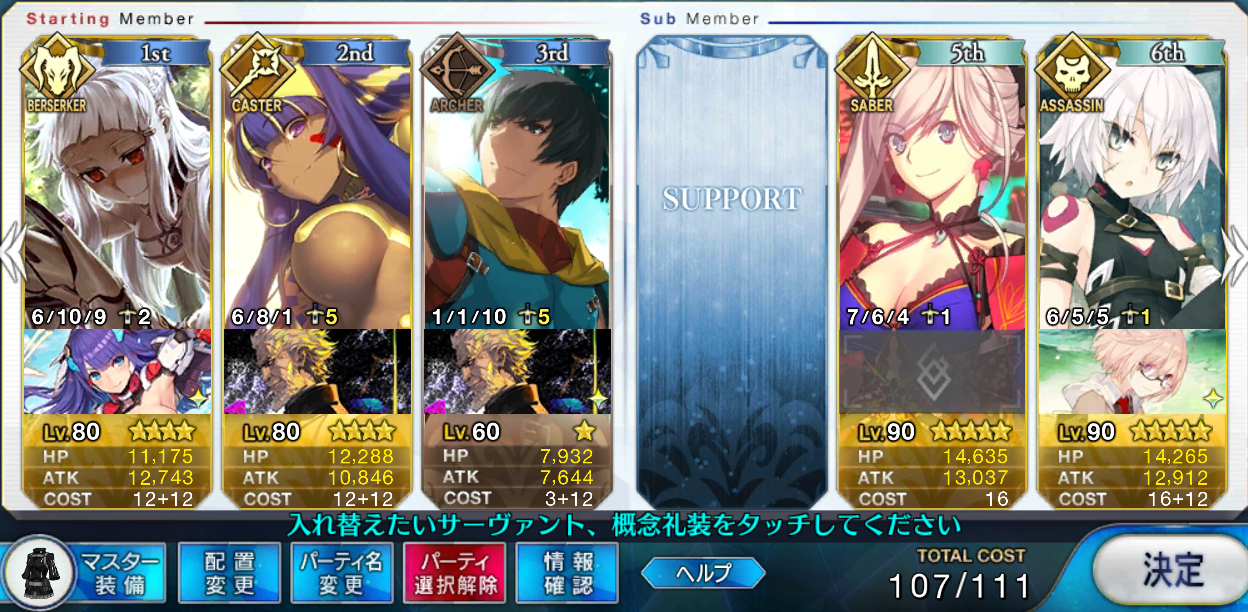 Starting Member
Sub Member
1st
2nd
3rd
5th
6th
BERSERKER
CASTER
ARCHER
SABER
ASSASSIN
SUPPORT
6/10/9 2
6/8/1 5
1/1/10 5
7/6/4 1
6/5/5 1
Lv.80
HP 11,175
ATK 12,743
COST 12+12
Lv.80
HP 12,288
ATK 10,846
COST 12+12
Lv.60
HP 7,932
ATK 7,644
COST 3+12
Lv.90
HP 14,635
ATK 13,037
COST 16
Lv.90
HP 14,265
ATK 12,912
COST 16+12
入れ替えたいサーヴァント、概念礼装をタッチしてください
マスター
装備
配置
変更
パーティ名
変更
パーティ
選択解除
情報
確認
ヘルプ
TOTAL COST
107/111
決定